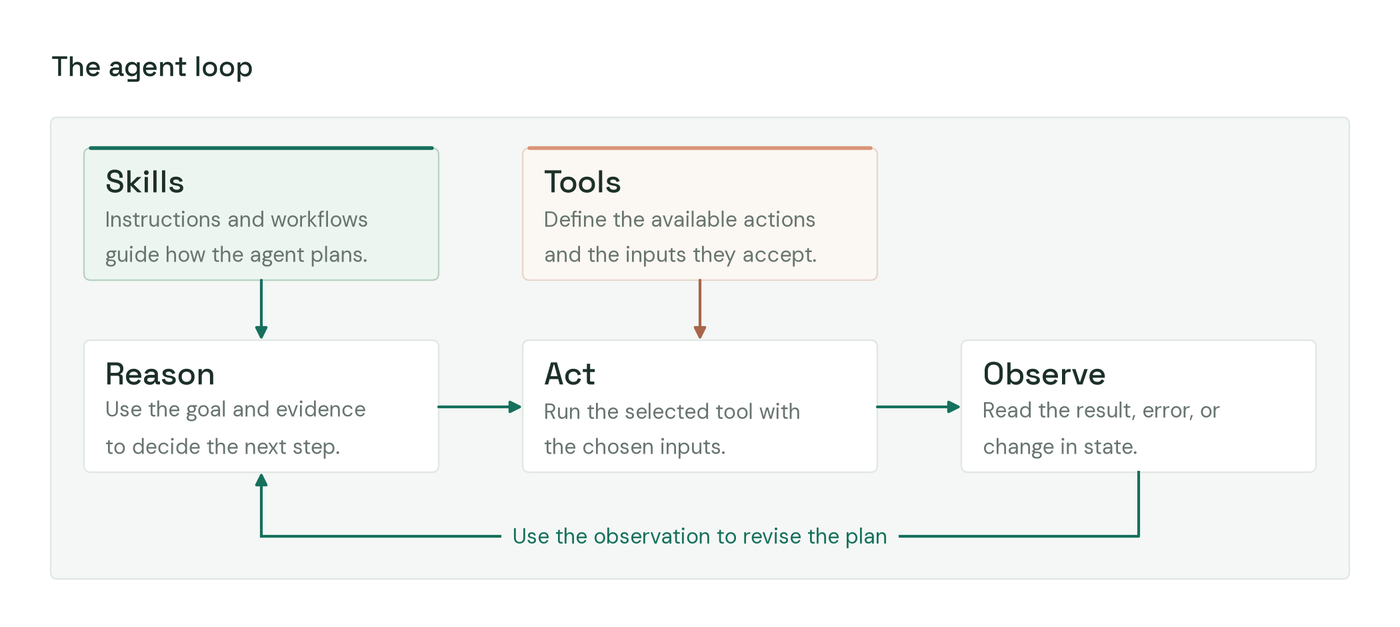 The agent loop
Skills
Instructions and workflows
guide how the agent plans.
Tools
Define the available actions
and the inputs they accept.
Reason
Use the goal and evidence
to decide the next step.
Act
Run the selected tool with
the chosen inputs.
Observe
Read the result, error, or
change in state.
Use the observation to revise the plan